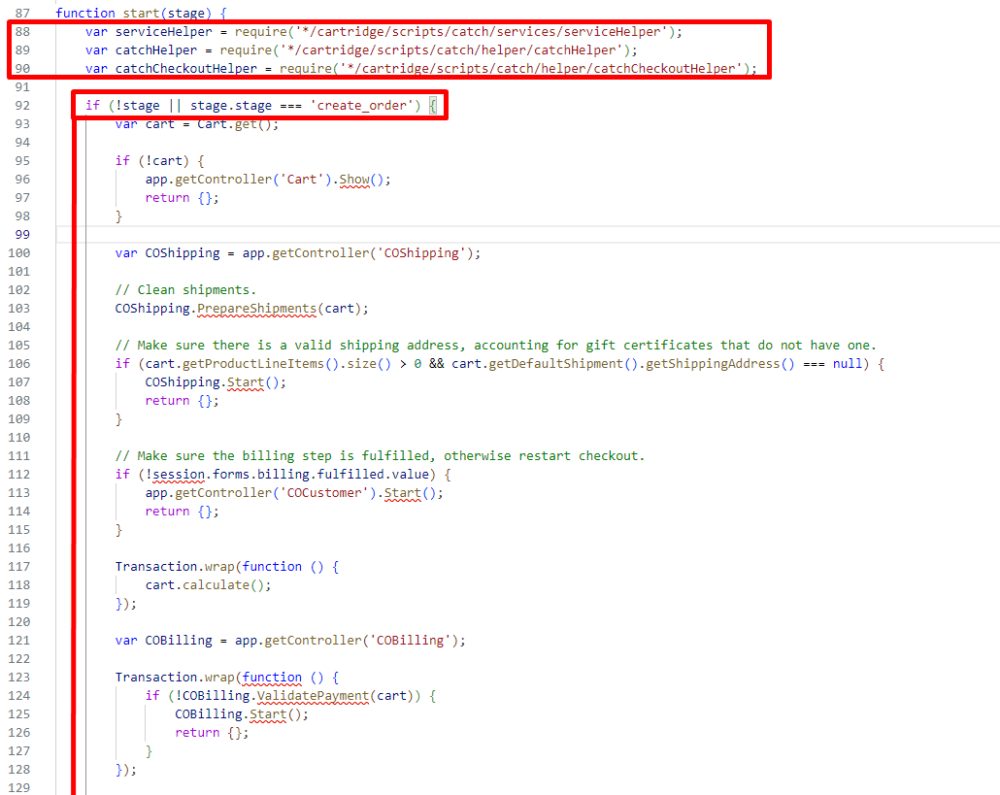 87 function start(stage) {
88 var serviceHelper = require('*/cartridge/scripts/catch/services/serviceHelper');
89 var catchHelper = require('*/cartridge/scripts/catch/helper/catchHelper');
90 var catchCheckoutHelper = require('*/cartridge/scripts/catch/helper/catchCheckoutHelper');
91
92 if (!stage || stage.stage === 'create_order') {
93 var cart = Cart.get();
94
95 if (!cart) {
96 app.getController('Cart').Show();
97 return {};
98 }
99
100 var COShipping = app.getController('COShipping');
101
102 // Clean shipments.
103 COShipping.PrepareShipments(cart);
104
105 // Make sure there is a valid shipping address, accounting for gift certificates that do not have one.
106 if (cart.getProductLineItems().size() > 0 && cart.getDefaultShipment().getShippingAddress() === null) {
107 COShipping.Start();
108 return {};
109 }
110
111 // Make sure the billing step is fulfilled, otherwise restart checkout.
112 if (!session.forms.billing.fulfilled.value) {
113 app.getController('COCustomer').Start();
114 return {};
115 }
116
117 Transaction.wrap(function () {
118 cart.calculate();
119 });
120
121 var COBilling = app.getController('COBilling');
122
123 Transaction.wrap(function () {
124 if (!COBilling.ValidatePayment(cart)) {
125 COBilling.Start();
126 return {};
127 }
128 });
129